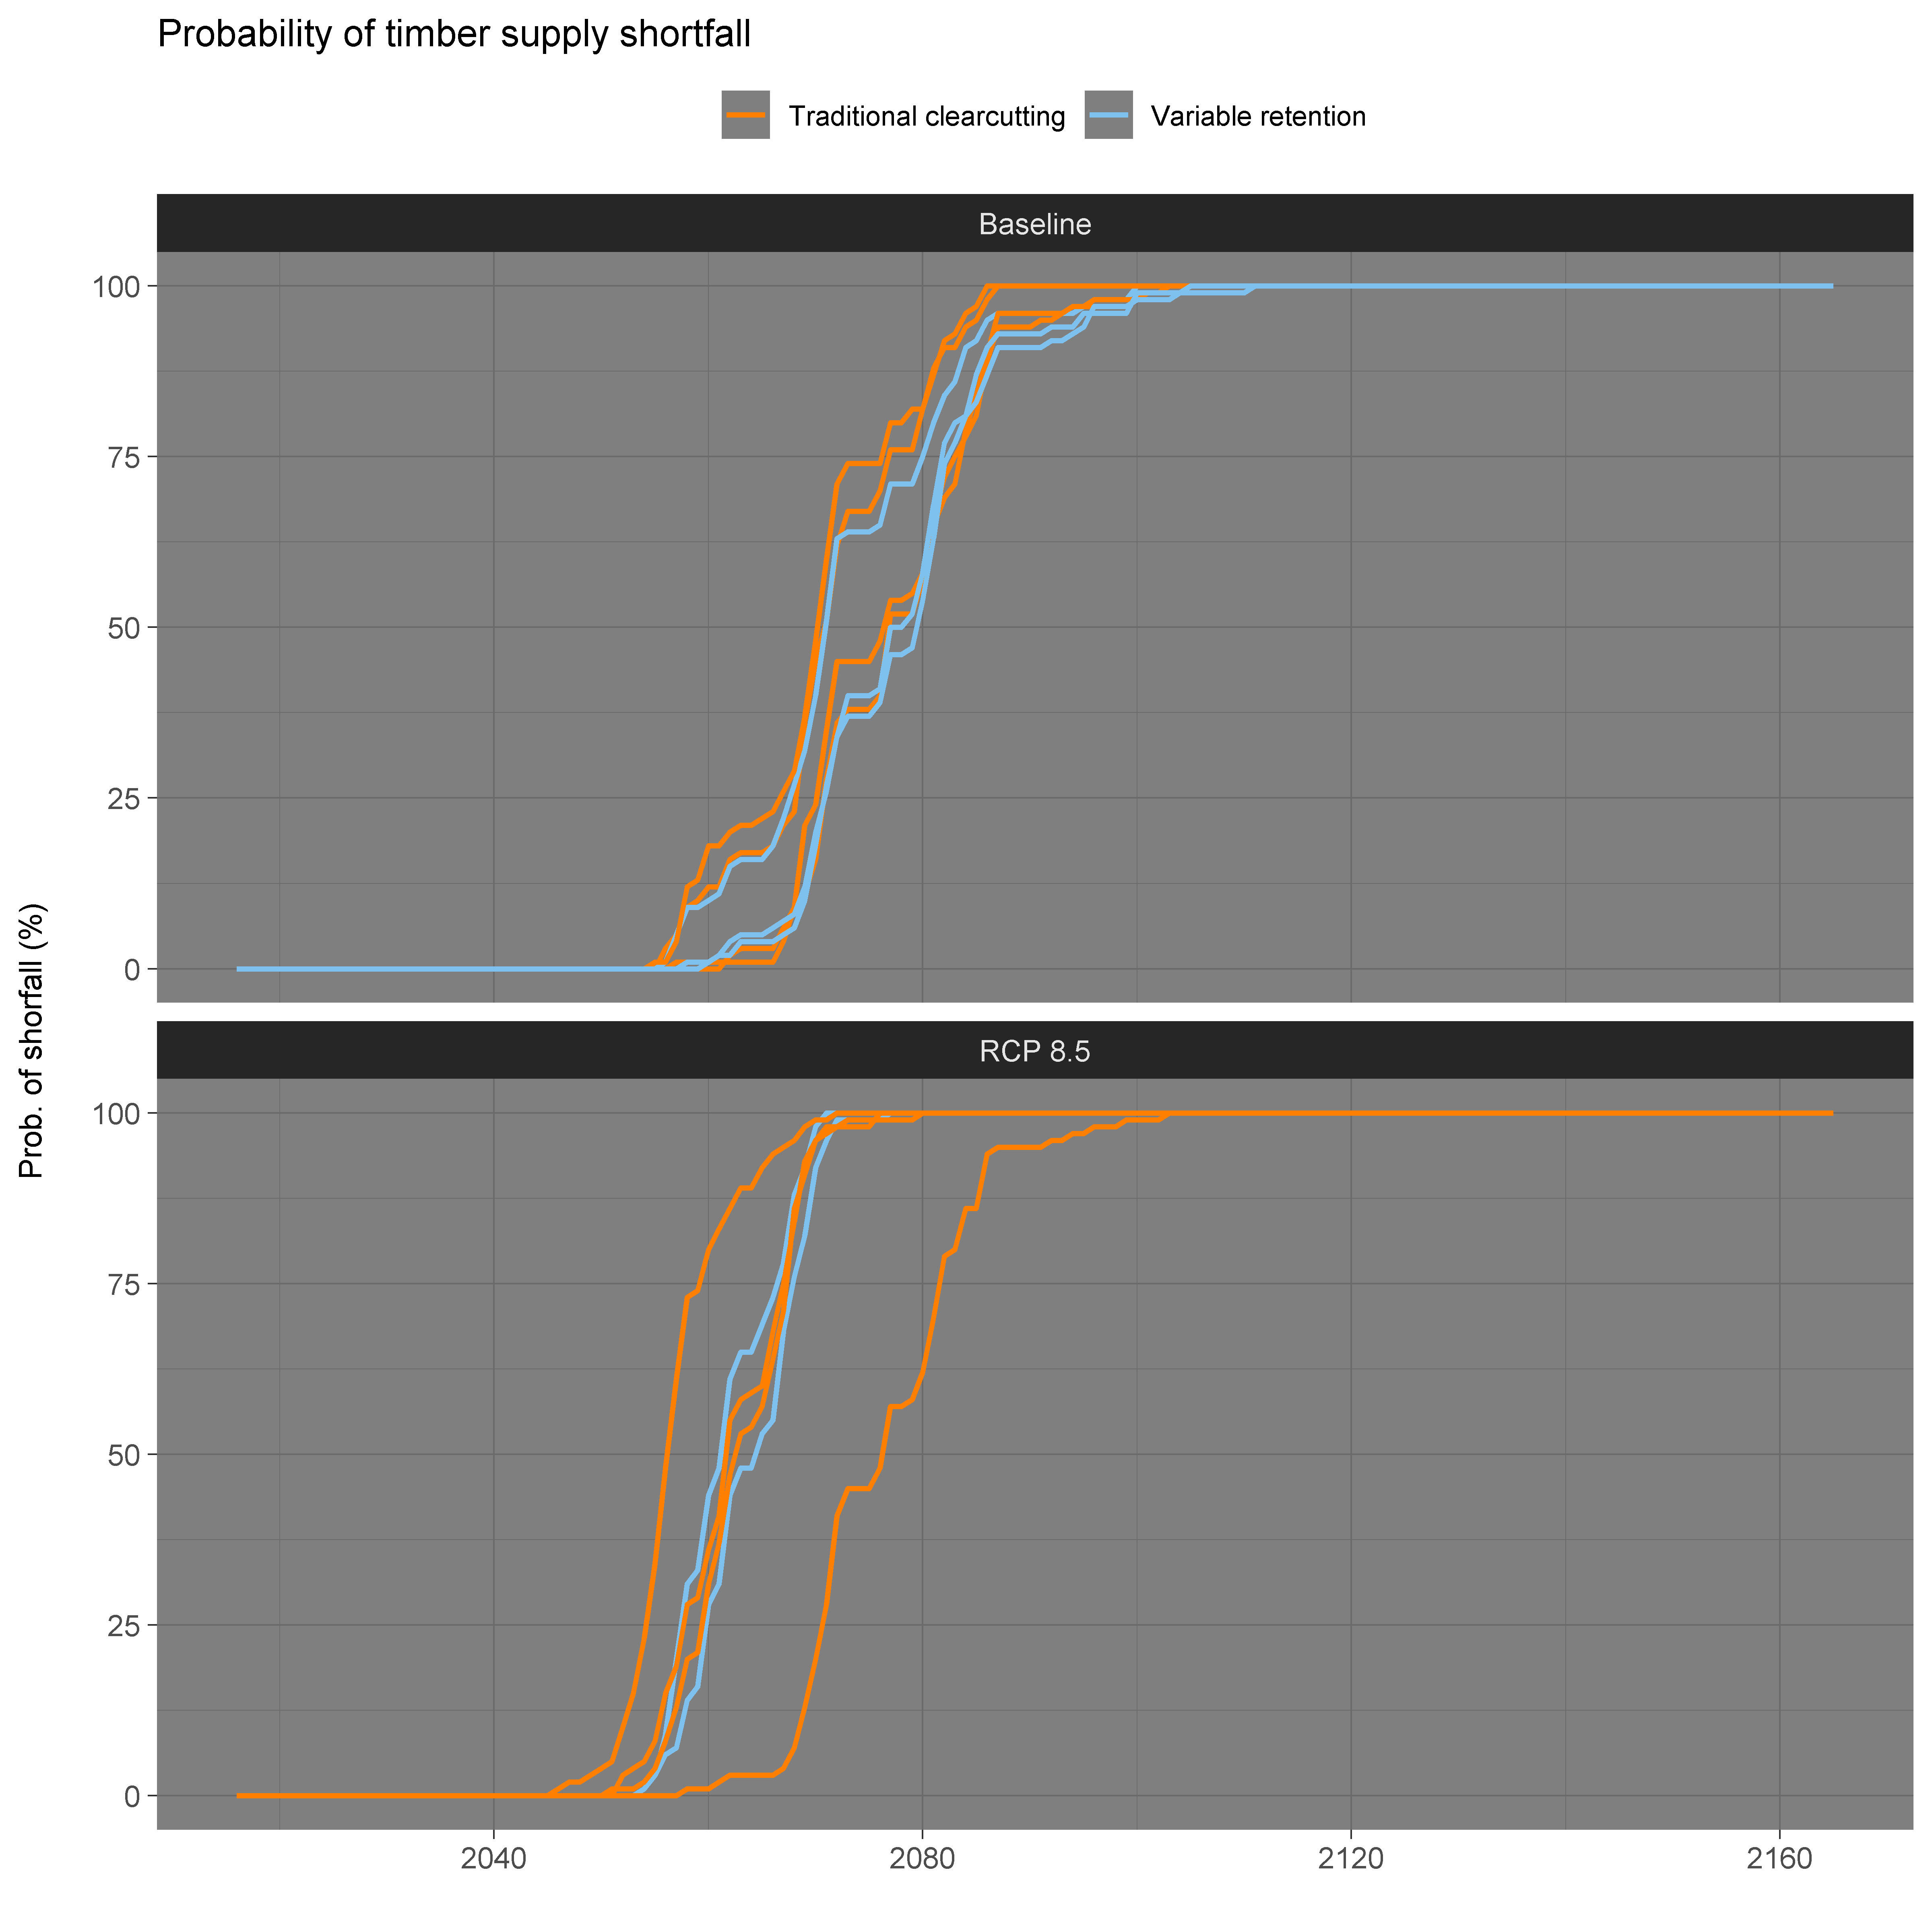 Probability of timber supply shortfall
Traditional clearcutting Variable retention
Baseline
100
75
50
25
0
Prob. of shorfall (%)
RCP 8.5
100
75
50
25
0
2040 2080 2120 2160